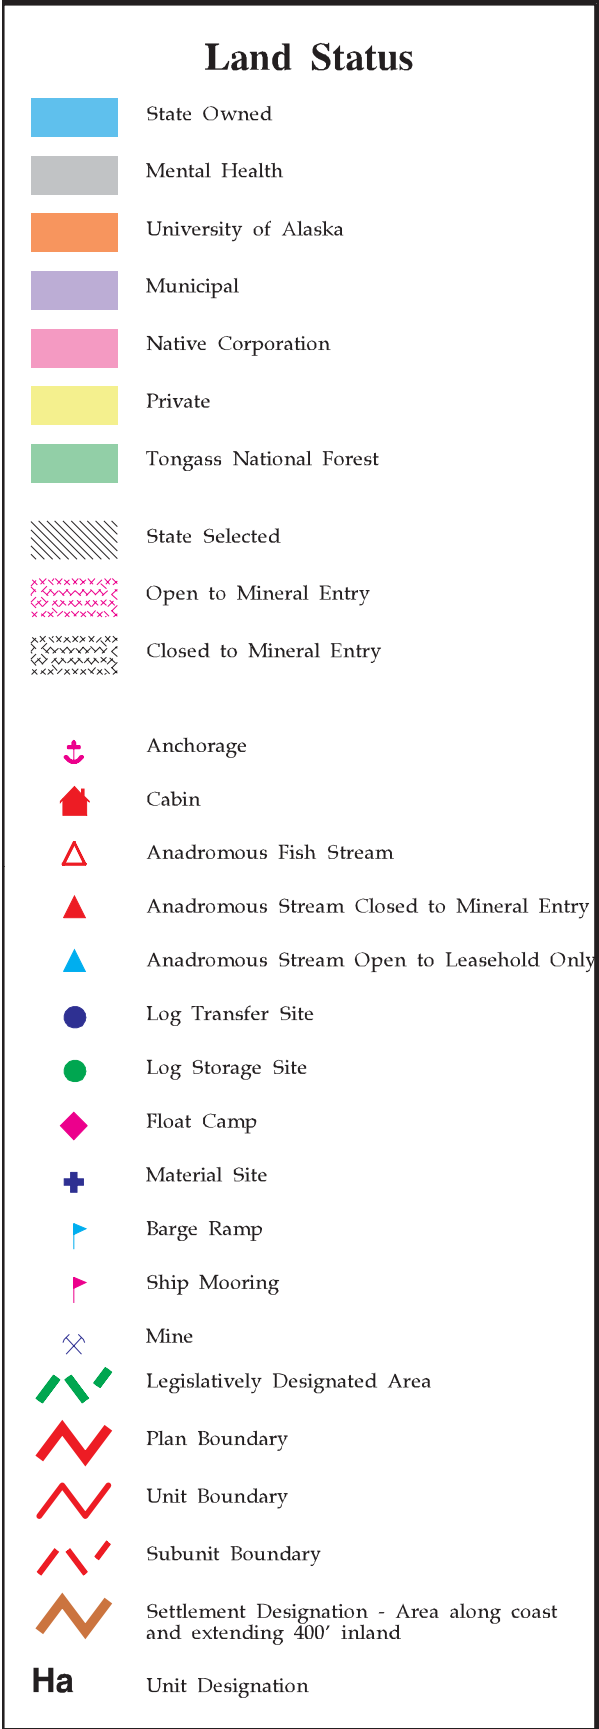 Land Status
State Owned
Mental Health
University of Alaska
Municipal
Native Corporation
Private
Tongass National Forest
State Selected
Open to Mineral Entry
Closed to Mineral Entry
Anchorage
Cabin
Anadromous Fish Stream
Anadromous Stream Closed to Mineral Entry
Anadromous Stream Open to Leasehold Only
Log Transfer Site
Log Storage Site
Float Camp
Material Site
Barge Ramp
Ship Mooring
Mine
Legislatively Designated Area
Plan Boundary
Unit Boundary
Subunit Boundary
Settlement Designation - Area along coast
and extending 400' inland
Ha Unit Designation